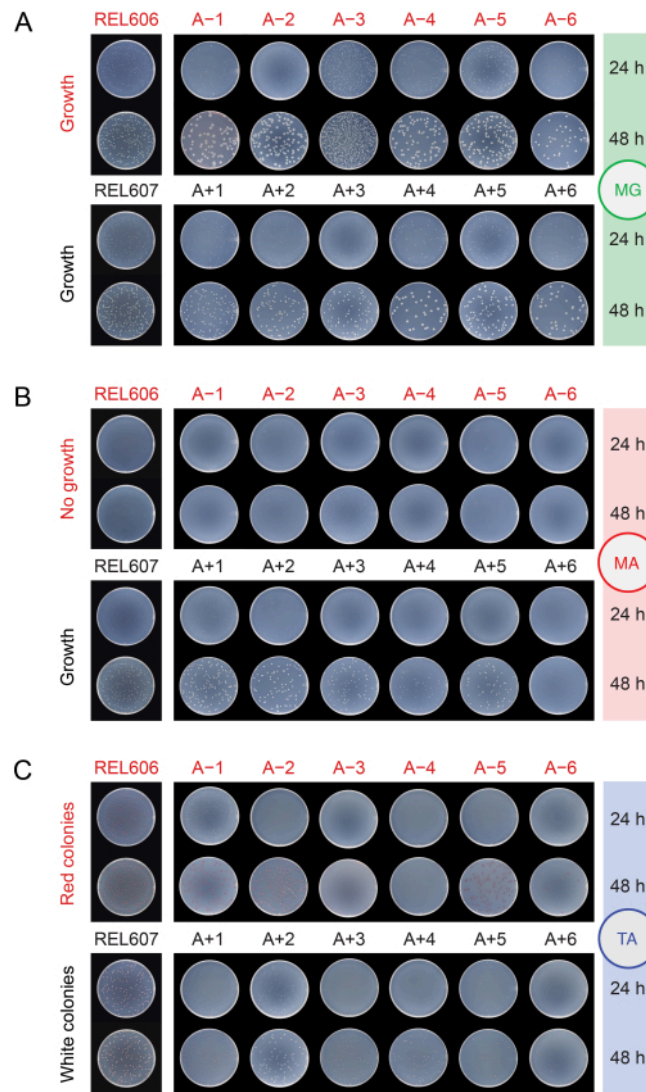 A
REL606 A−1 A−2 A−3 A−4 A−5 A−6
Growth
24 h
48 h
MG
REL607 A+1 A+2 A+3 A+4 A+5 A+6
Growth
24 h
48 h
B
REL606 A−1 A−2 A−3 A−4 A−5 A−6
No growth
24 h
48 h
MA
REL607 A+1 A+2 A+3 A+4 A+5 A+6
Growth
24 h
48 h
C
REL606 A−1 A−2 A−3 A−4 A−5 A−6
Red colonies
24 h
48 h
TA
REL607 A+1 A+2 A+3 A+4 A+5 A+6
White colonies
24 h
48 h